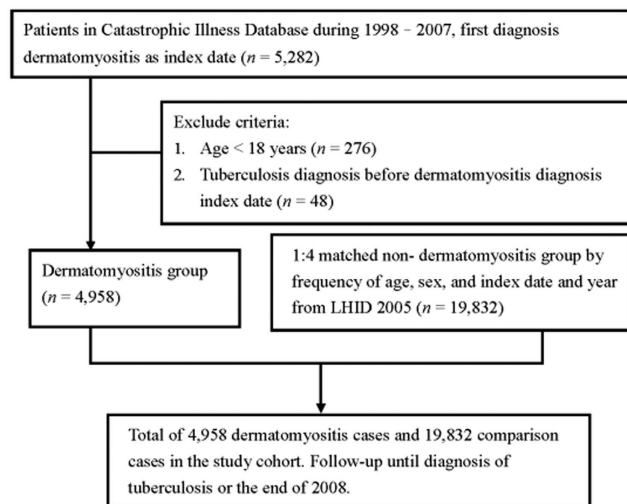 Patients in Catastrophic Illness Database during 1998 – 2007, first diagnosis
dermatomyositis as index date (n = 5,282)
Exclude criteria:
1. Age < 18 years (n = 276)
2. Tuberculosis diagnosis before dermatomyositis diagnosis
index date (n = 48)
Dermatomyositis group
(n = 4,958)
1:4 matched non- dermatomyositis group by
frequency of age, sex, and index date and year
from LHID 2005 (n = 19,832)
Total of 4,958 dermatomyositis cases and 19,832 comparison
cases in the study cohort. Follow-up until diagnosis of
tuberculosis or the end of 2008.